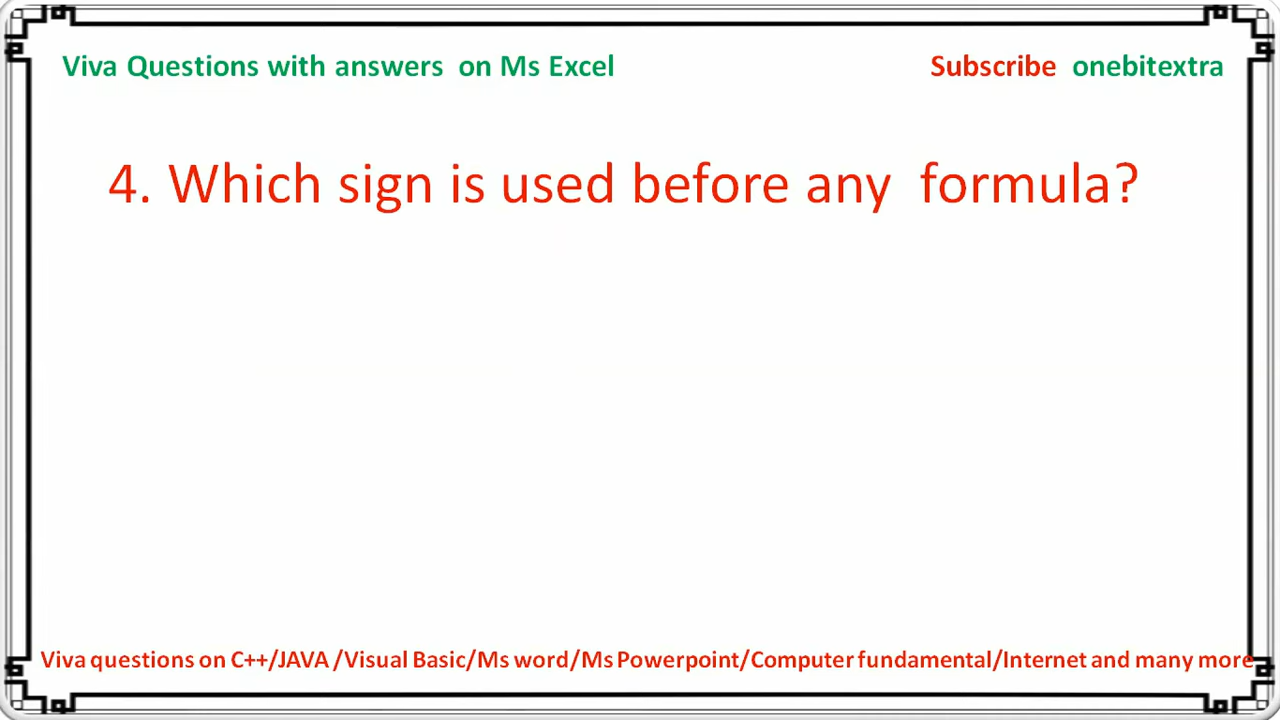 Viva Questions with answers on Ms Excel Subscribe onebitextra
4. Which sign is used before any formula?
Viva questions on C++/JAVA /Visual Basic/Ms word/Ms Powerpoint/Computer fundamental/Internet and many more